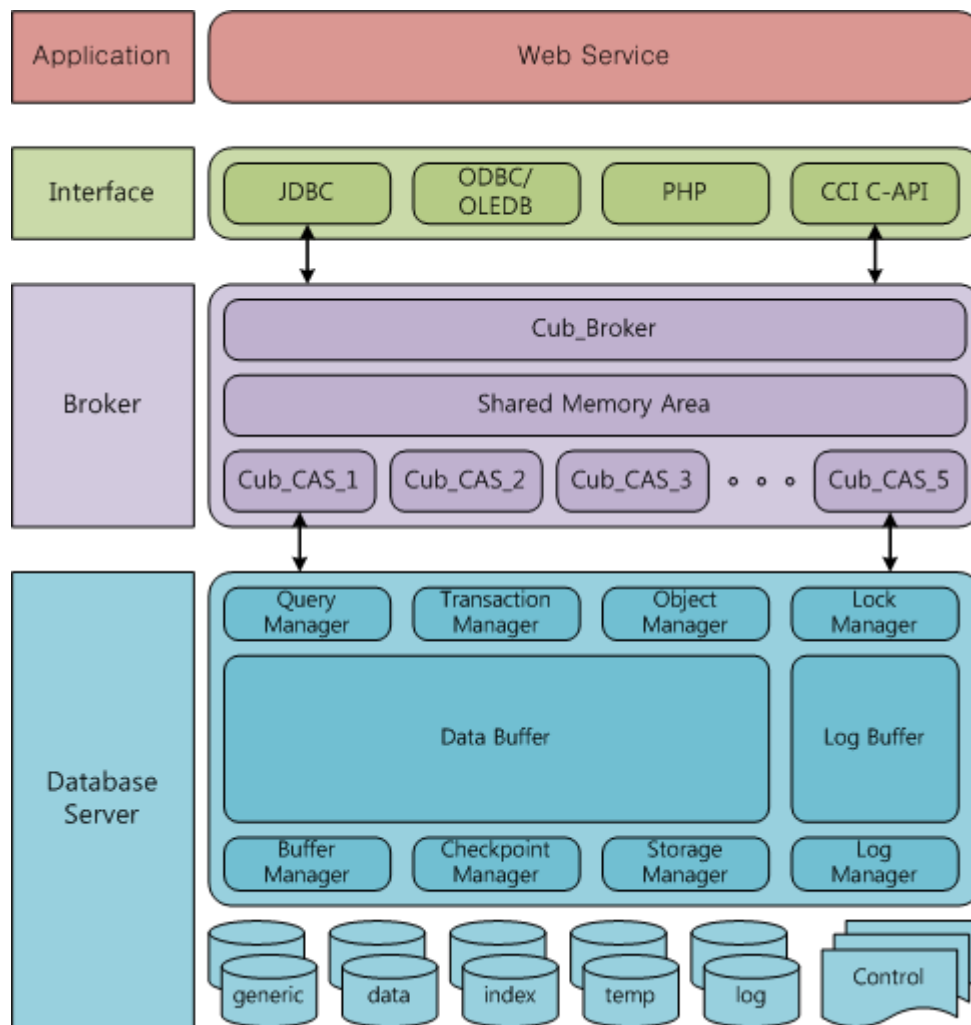 Application
Web Service
Interface
JDBC
ODBC/
OLEDB
PHP
CCI C-API
Broker
Cub_Broker
Shared Memory Area
Cub_CAS_1
Cub_CAS_2
Cub_CAS_3
Cub_CAS_5
Database
Server
Query
Manager
Transaction
Manager
Object
Manager
Lock
Manager
Data Buffer
Log Buffer
Buffer
Manager
Checkpoint
Manager
Storage
Manager
Log
Manager
generic
data
index
temp
log
Control